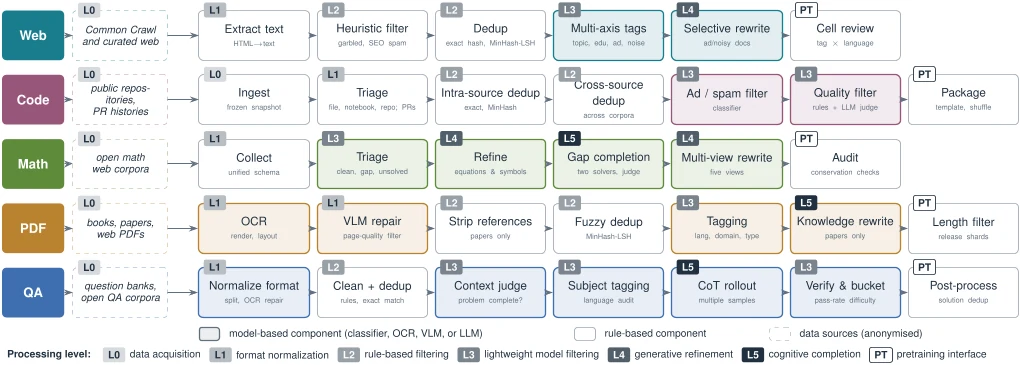 L0 L1 L2 L2 L3 L4 PT
Web
Common Crawl
and curated web
Extract text
HTML→text
Heuristic filter
garbled, SEO spam
Dedup
exact hash, MinHash-LSH
Multi-axis tags
topic, edu, ad, noise
Selective rewrite
ad/noisy docs
Cell review
tag × language
L0 L0 L1 L2 L2 L3 L3 PT
Code
public repos-
itories,
PR histories
Ingest
frozen snapshot
Triage
file, notebook, repo; PRs
Intra-source dedup
exact, MinHash
Cross-source
dedup
across corpora
Ad / spam filter
classifier
Quality filter
rules + LLM judge
Package
template, shuffle
L0 L1 L3 L4 L5 L4 PT
Math
open math
web corpora
Collect
unified schema
Triage
clean, gap, unsolved
Refine
equations & symbols
Gap completion
two solvers, judge
Multi-view rewrite
five views
Audit
conservation checks
L0 L1 L1 L2 L2 L3 L5 PT
PDF
books, papers,
web PDFs
OCR
render, layout
VLM repair
page-quality filter
Strip references
papers only
Fuzzy dedup
MinHash-LSH
Tagging
lang, domain, type
Knowledge rewrite
papers only
Length filter
release shards
L0 L1 L2 L3 L3 L5 L3 PT
QA
question banks,
open QA corpora
Normalize format
split, OCR repair
Clean + dedup
rules, exact match
Context judge
problem complete?
Subject tagging
language audit
CoT rollout
multiple samples
Verify & bucket
pass-rate difficulty
Post-process
solution dedup
model-based component (classifier, OCR, VLM, or LLM) rule-based component data sources (anonymised)
Processing level: L0 data acquisition L1 format normalization L2 rule-based filtering L3 lightweight model filtering L4 generative refinement L5 cognitive completion PT pretraining interface